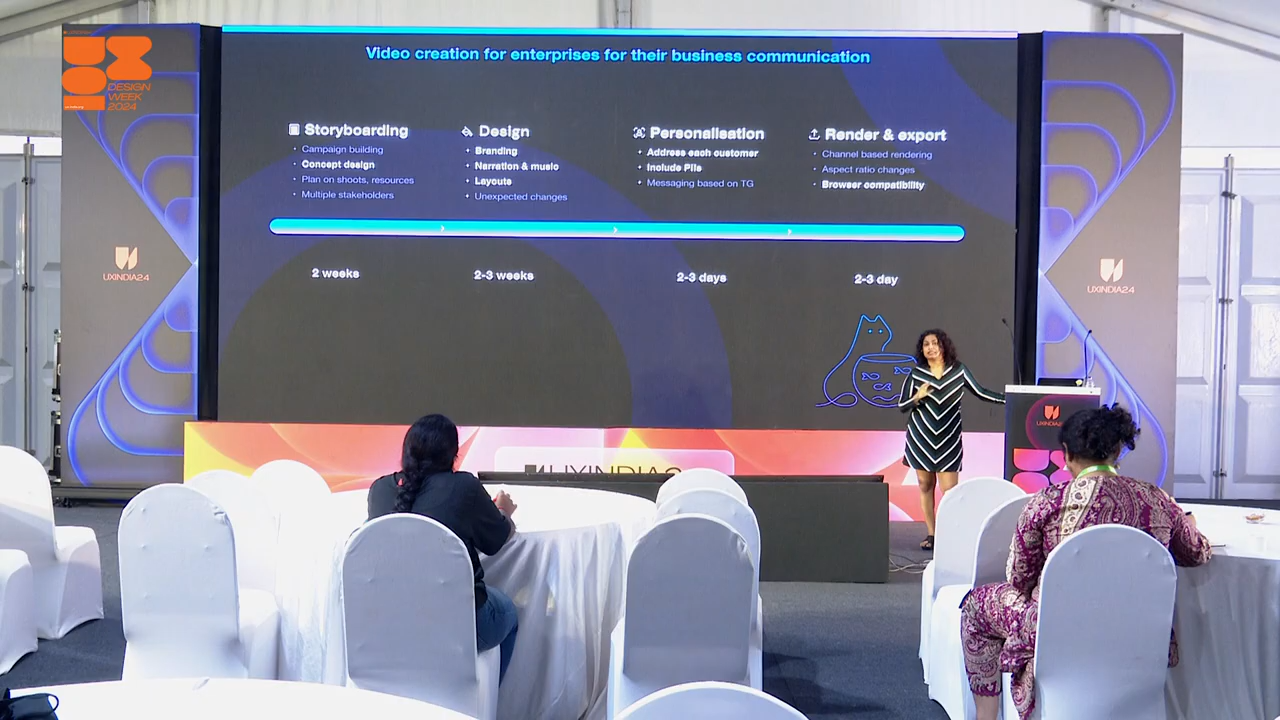 DESIGN
WEEK
2024
Video creation for enterprises for their business communication
Storyboarding
• Campaign building
• Concept design
• Plan on shoots, resources
• Multiple stakeholders
Design
• Branding
• Narration & music
• Layouts
• Unexpected changes
Personalisation
• Address each customer
• Include PIIs
• Messaging based on TG
Render & export
• Channel based rendering
• Aspect ratio changes
• Browser compatibility
2 weeks
2-3 weeks
2-3 days
2-3 day
UXINDIA24
UXINDIA24
UXINDIA24
UXINDIA2